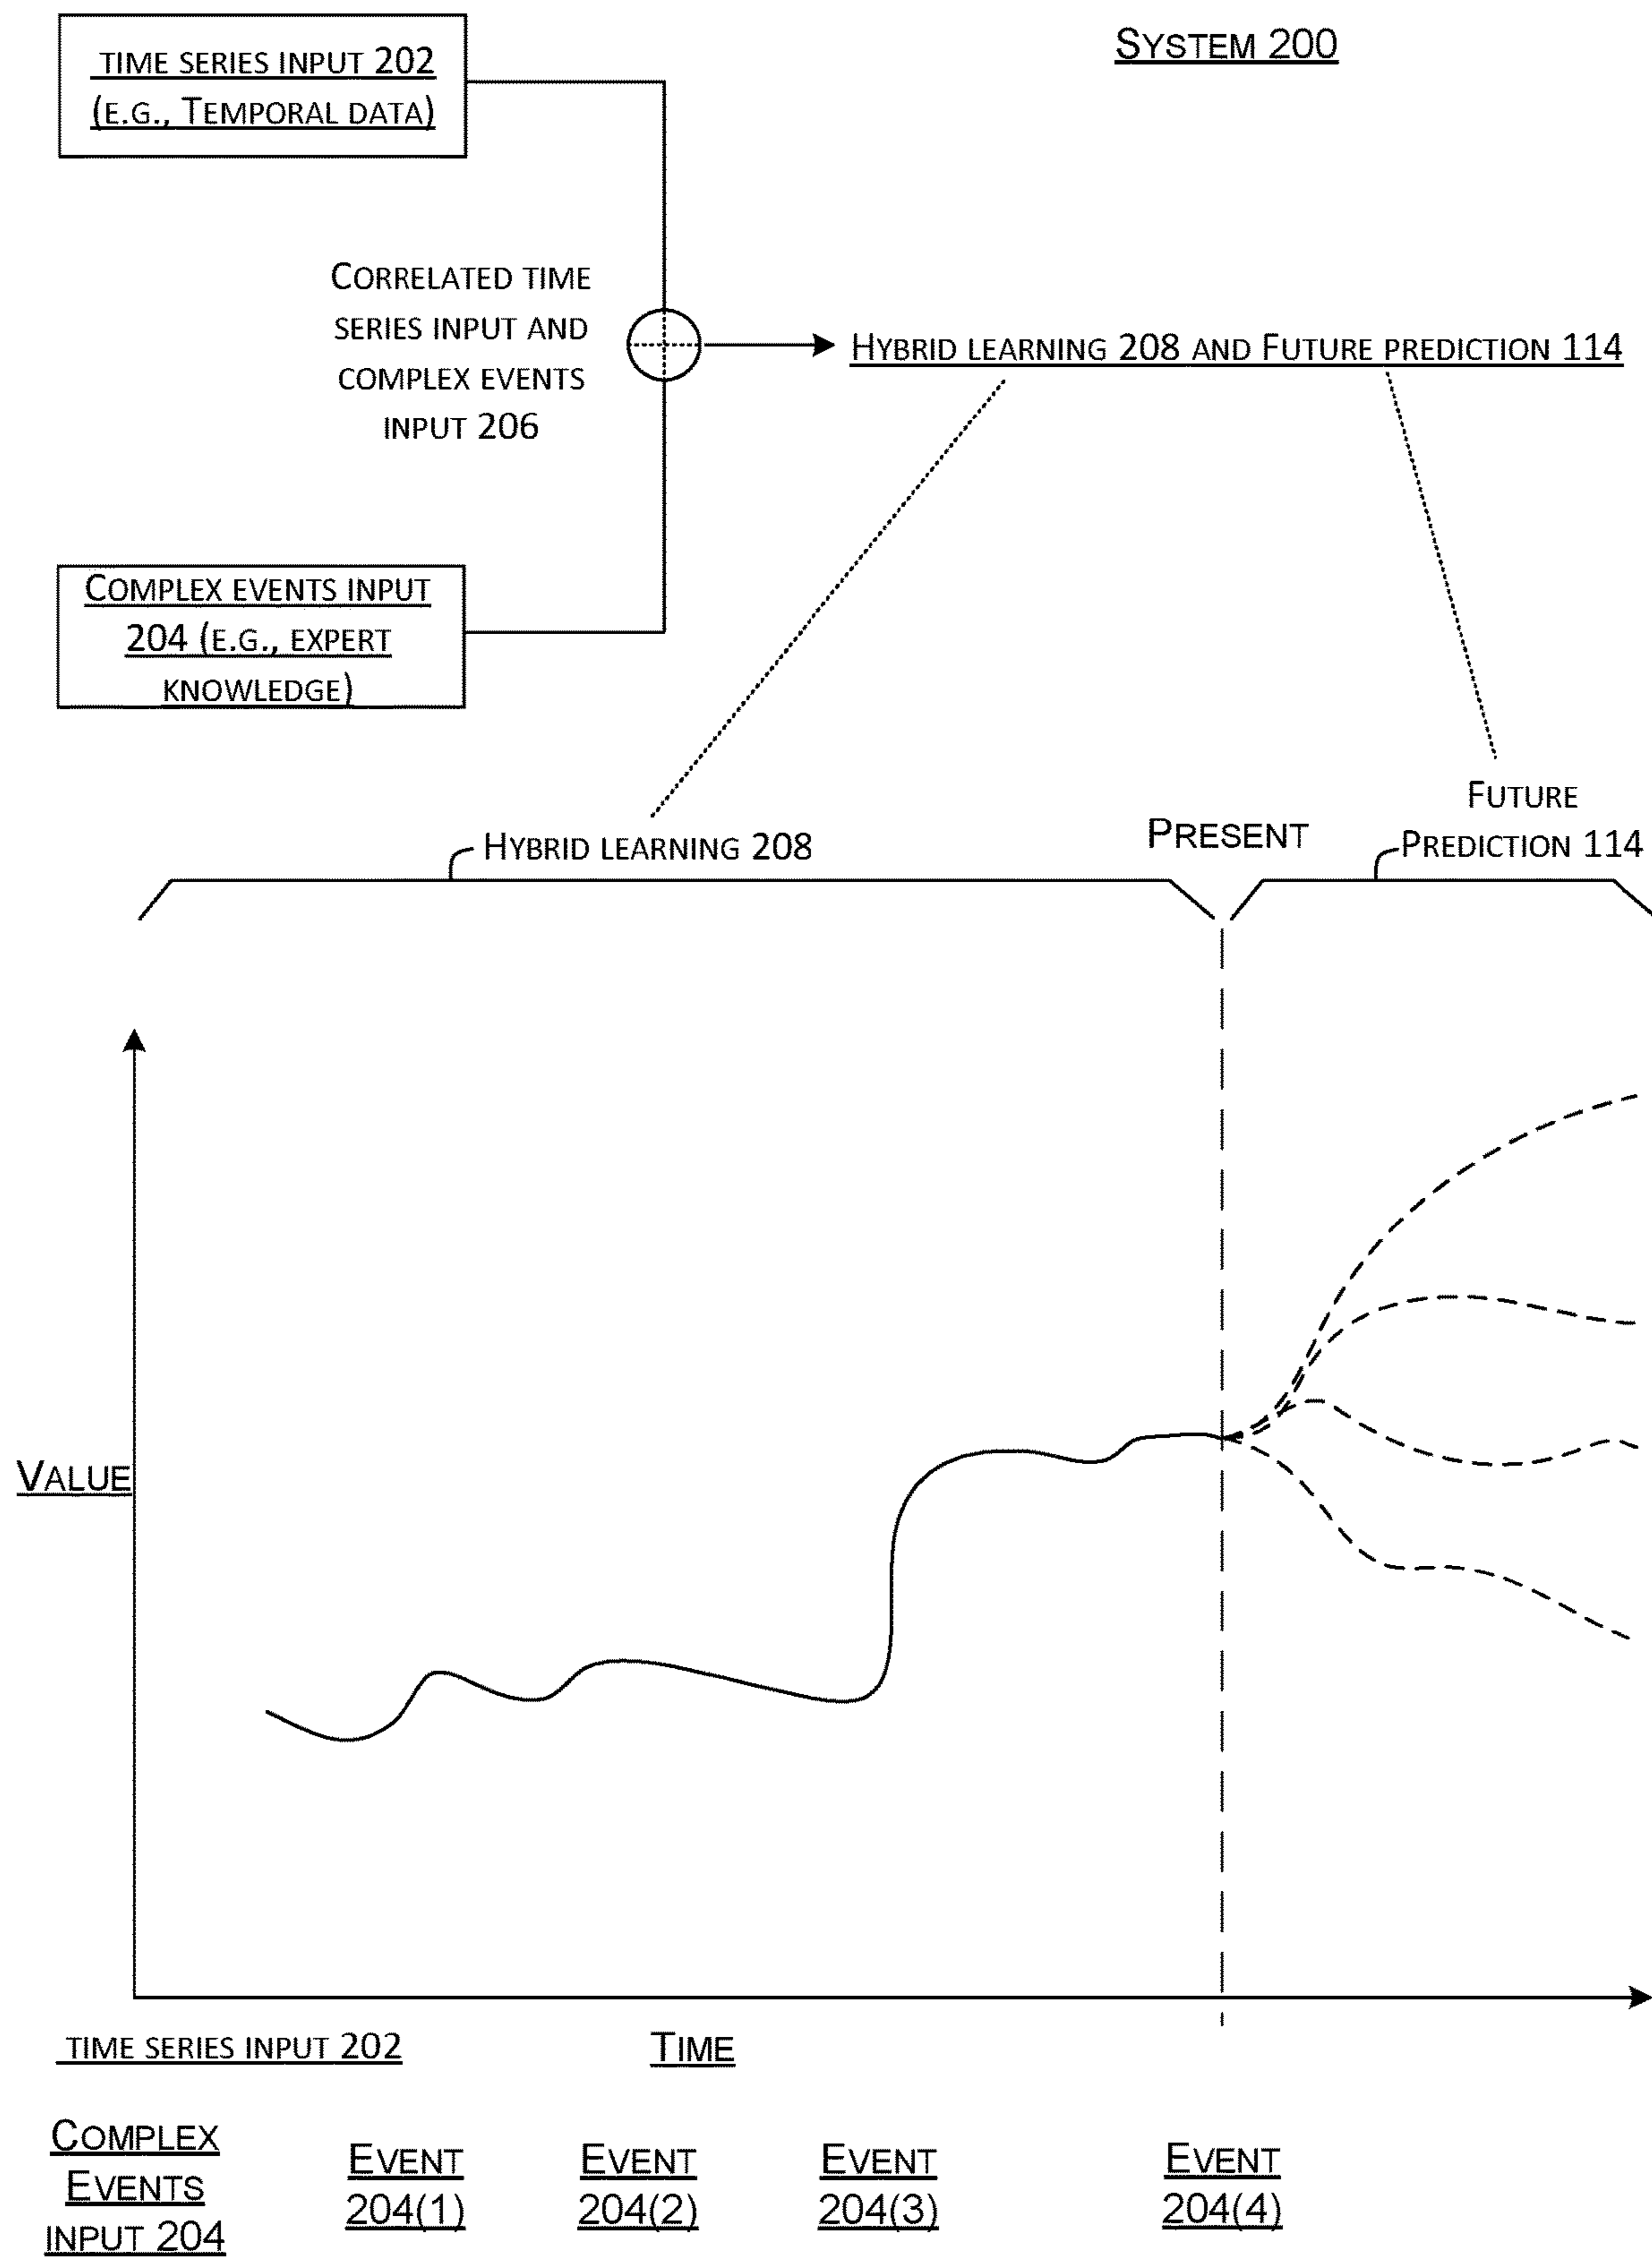 SYSTEM 200
TIME SERIES INPUT 202
(E.G., TEMPORAL DATA)
CORRELATED TIME
SERIES INPUT AND
COMPLEX EVENTS
INPUT 206
HYBRID LEARNING 208 AND FUTURE PREDICTION 114
COMPLEX EVENTS INPUT
204 (E.G., EXPERT
KNOWLEDGE)
HYBRID LEARNING 208
PRESENT
FUTURE
PREDICTION 114
VALUE
TIME SERIES INPUT 202
TIME
COMPLEX
EVENTS
INPUT 204
EVENT
204(1)
EVENT
204(2)
EVENT
204(3)
EVENT
204(4)